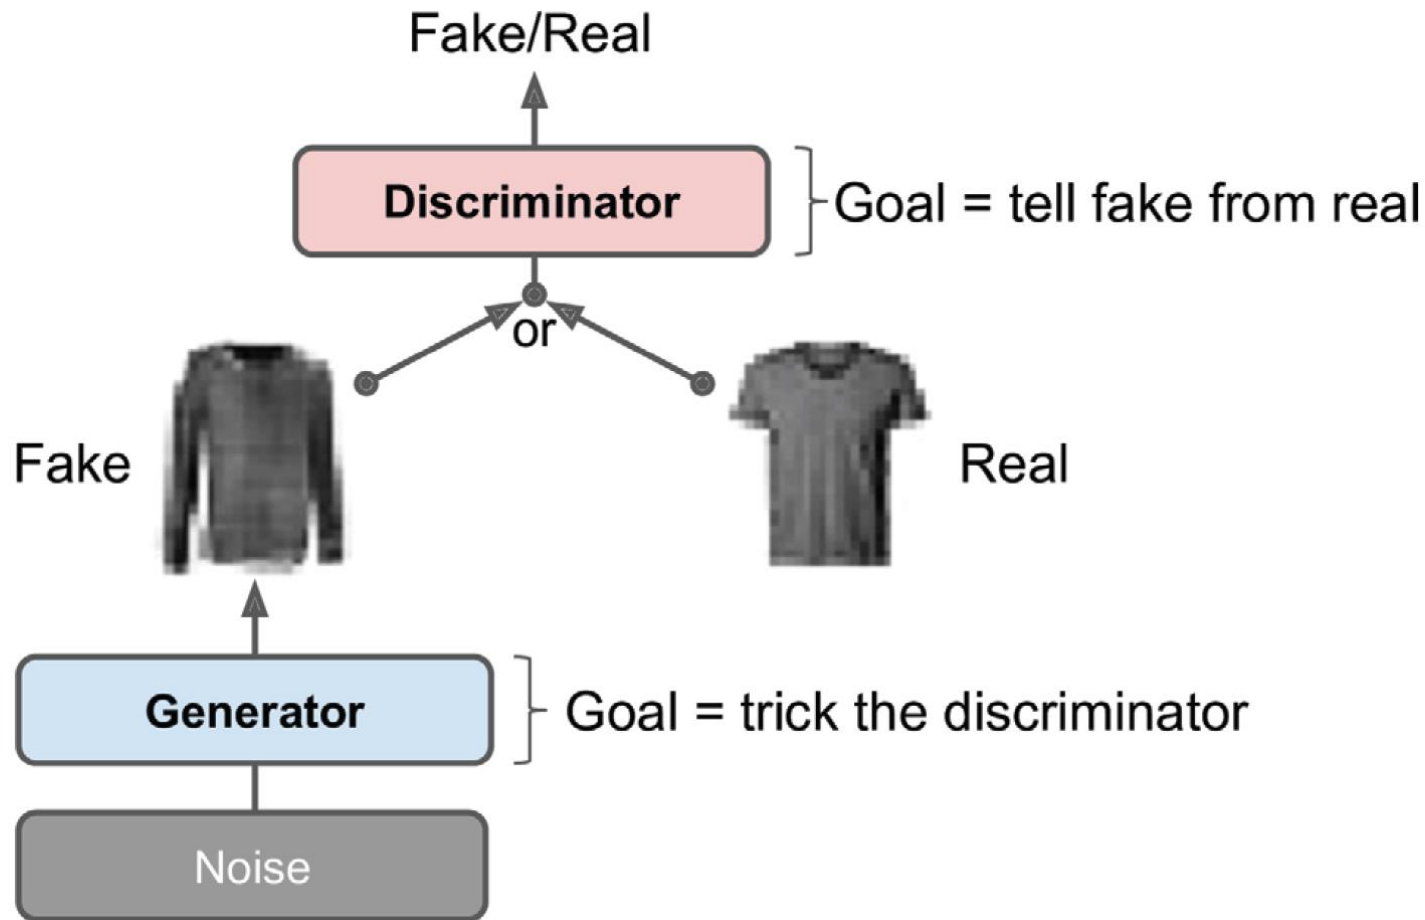 Fake/Real
Discriminator
Goal = tell fake from real
or
Fake
Real
Generator
Goal = trick the discriminator
Noise